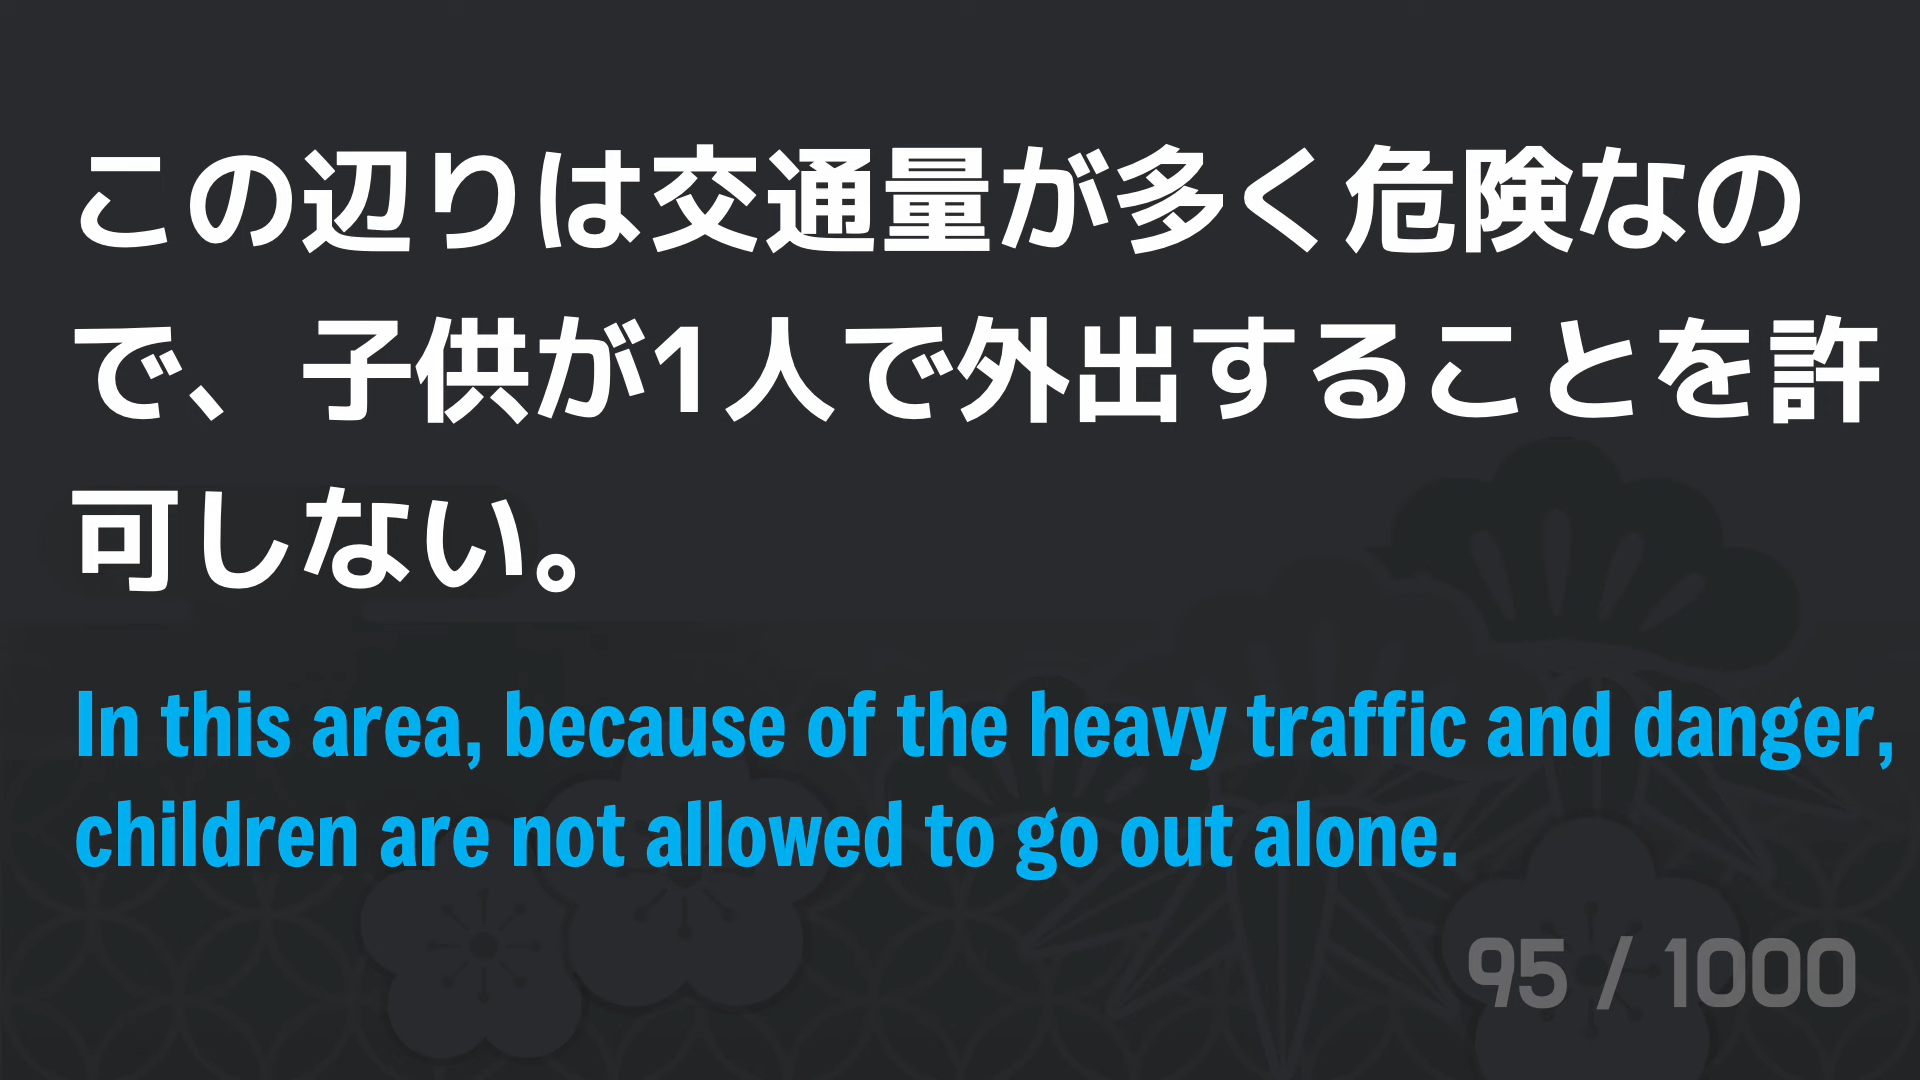 この辺りは交通量が多く危険なの
で、子供が1人で外出することを許
可しない。
In this area, because of the heavy traffic and danger,
children are not allowed to go out alone.
95 / 1000